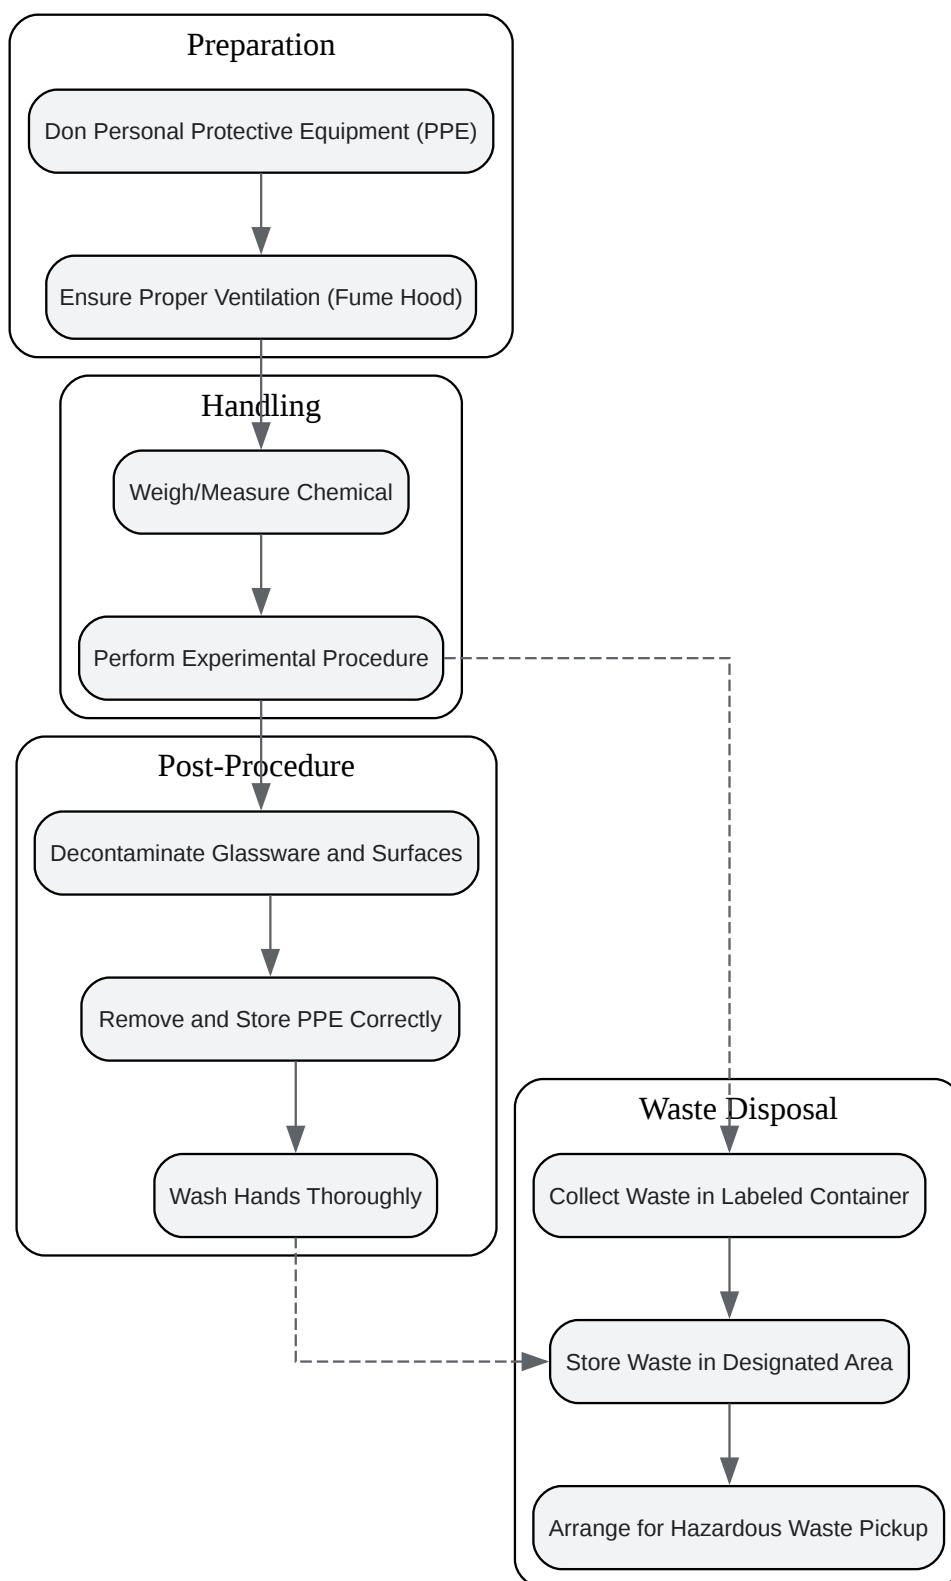 Preparation
Don Personal Protective Equipment (PPE)
Ensure Proper Ventilation (Fume Hood)
Handling
Weigh/Measure Chemical
Perform Experimental Procedure
Post-Procedure
Decontaminate Glassware and Surfaces
Remove and Store PPE Correctly
Wash Hands Thoroughly
Waste Disposal
Collect Waste in Labeled Container
Store Waste in Designated Area
Arrange for Hazardous Waste Pickup